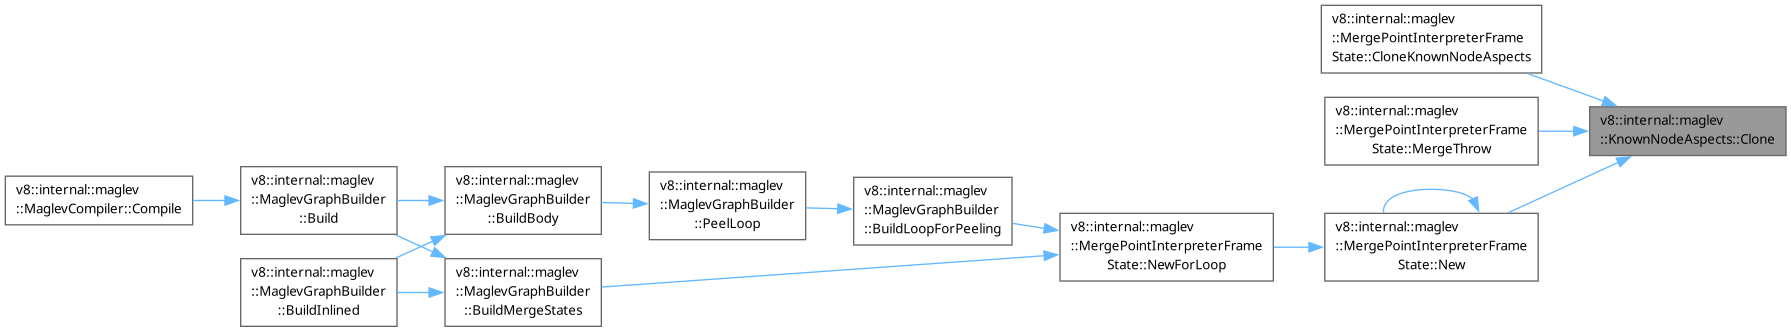 v8::internal::maglev
::MergePointInterpreterFrame
State::CloneKnownNodeAspects
v8::internal::maglev
::MergePointInterpreterFrame
State::MergeThrow
v8::internal::maglev
::KnownNodeAspects::Clone
v8::internal::maglev
::MaglevCompiler::Compile
v8::internal::maglev
::MaglevGraphBuilder
::Build
v8::internal::maglev
::MaglevGraphBuilder
::BuildBody
v8::internal::maglev
::MaglevGraphBuilder
::PeelLoop
v8::internal::maglev
::MaglevGraphBuilder
::BuildLoopForPeeling
v8::internal::maglev
::MergePointInterpreterFrame
State::NewForLoop
v8::internal::maglev
::MergePointInterpreterFrame
State::New
v8::internal::maglev
::MaglevGraphBuilder
::BuildInlined
v8::internal::maglev
::MaglevGraphBuilder
::BuildMergeStates